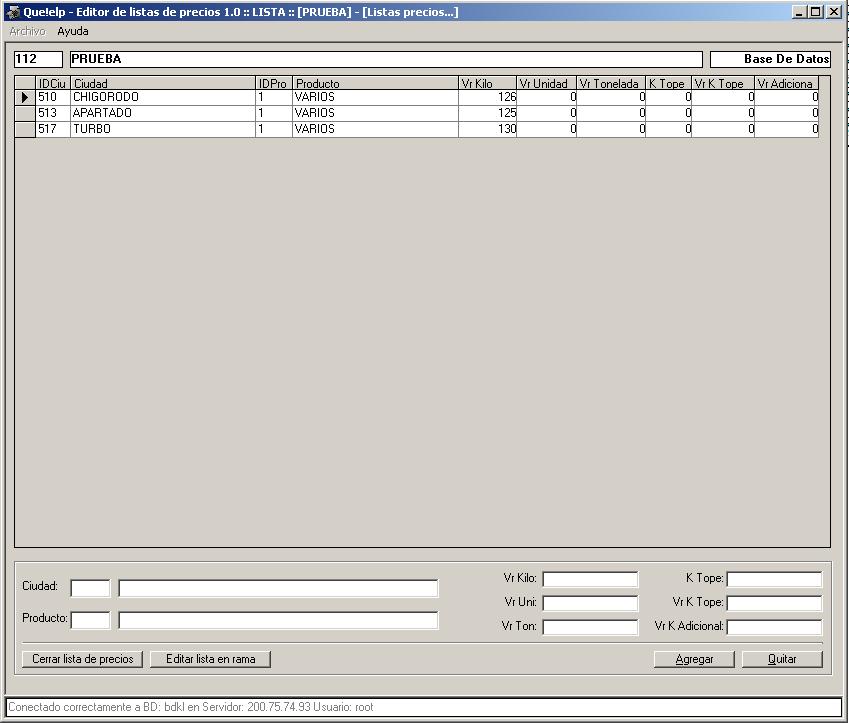 Que!elp - Editor de listas de precios 1.0 :: LISTA :: [PRUEBA] - [Listas precios...]
Archivo Ayuda
112 PRUEBA Base De Datos
IDCiu Ciudad IDPro Producto Vr Kilo Vr Unidad Vr Tonelada K Tope Vr K Tope Vr Adiciona
510 CHIGORODO 1 VARIOS 126 0 0 0 0 0
513 APARTADO 1 VARIOS 125 0 0 0 0 0
517 TURBO 1 VARIOS 130 0 0 0 0 0
Ciudad: Vr Kilo: K Tope:
Vr Uni: Vr K Tope:
Producto: Vr Ton: Vr K Adicional:
Cerrar lista de precios Editar lista en rama Agregar Quitar
Conectado correctamente a BD: bdkl en Servidor: 200.75.74.93 Usuario: root